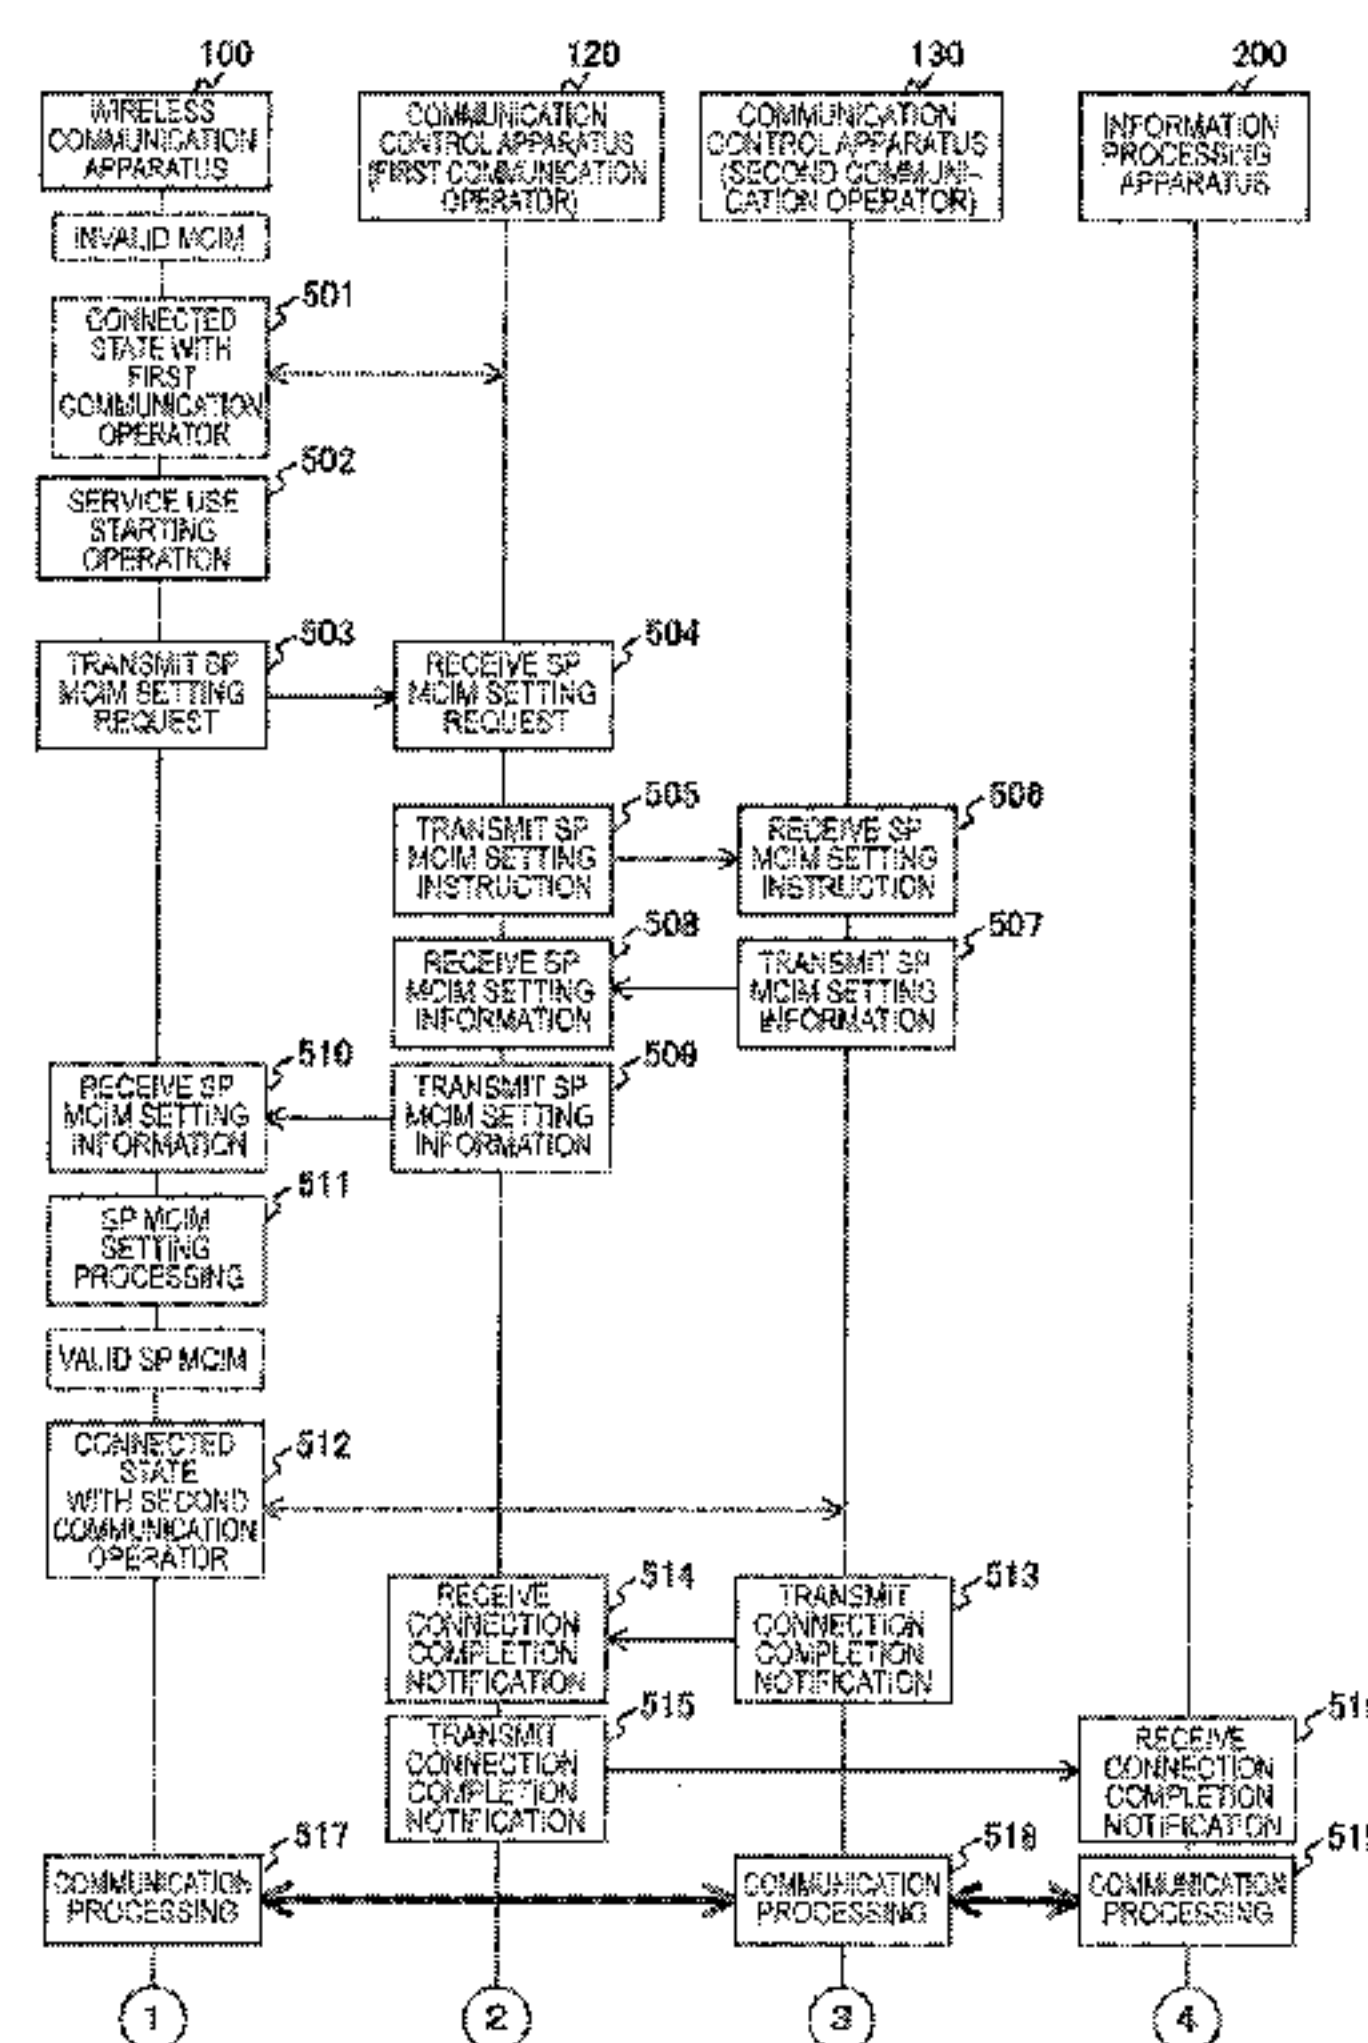 100
120
130
200
WIRELESS
COMMUNICATION
APPARATUS
COMMUNICATION
CONTROL APPARATUS
(FIRST COMMUNICATION
OPERATOR)
COMMUNICATION
CONTROL APPARATUS
(SECOND COMMUNI-
CATION OPERATOR)
INFORMATION
PROCESSING
APPARATUS
INVALID MCIM
501
CONNECTED
STATE WITH
FIRST
COMMUNICATION
OPERATOR
502
SERVICE USE
STARTING
OPERATION
503
TRANSMIT SP
MCIM SETTING
REQUEST
504
RECEIVE SP
MCIM SETTING
REQUEST
505
TRANSMIT SP
MCIM SETTING
INSTRUCTION
506
RECEIVE SP
MCIM SETTING
INSTRUCTION
508
RECEIVE SP
MCIM SETTING
INFORMATION
507
TRANSMIT SP
MCIM SETTING
INFORMATION
510
RECEIVE SP
MCIM SETTING
INFORMATION
509
TRANSMIT SP
MCIM SETTING
INFORMATION
511
SP MCIM
SETTING
PROCESSING
VALID SP MCIM
512
CONNECTED
STATE
WITH SECOND
COMMUNICATION
OPERATOR
514
RECEIVE
CONNECTION
COMPLETION
NOTIFICATION
513
TRANSMIT
CONNECTION
COMPLETION
NOTIFICATION
515
TRANSMIT
CONNECTION
COMPLETION
NOTIFICATION
RECEIVE
CONNECTION
COMPLETION
NOTIFICATION
517
COMMUNICATION
PROCESSING
518
COMMUNICATION
PROCESSING
COMMUNICATION
PROCESSING
1
2
3
4